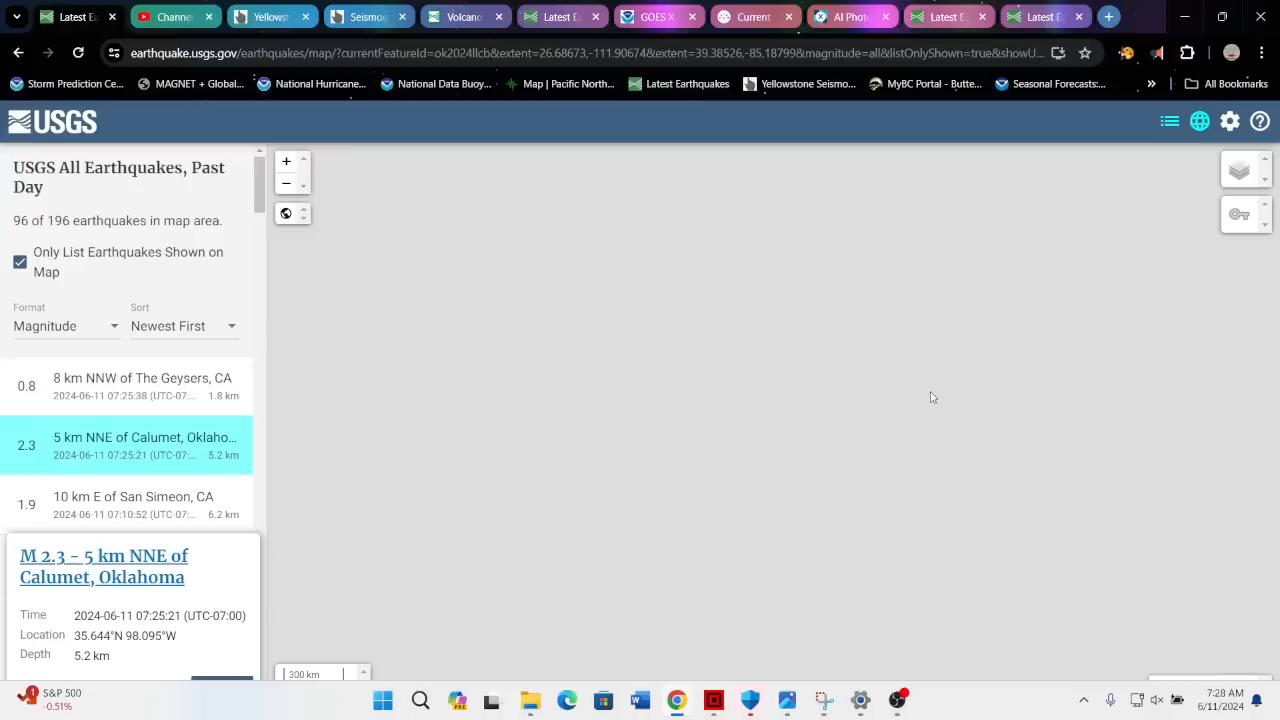 Latest Ea
Channe
Yellowst
Seismog
Volcano
Latest Ea
GOES X
Current
AI Phot
Latest E
Latest E
earthquake.usgs.gov/earthquakes/map/?currentFeatureId=ok2024llcb&extent=26.68673,-111.90674&extent=39.38526,-85.18799&magnitude=all&listOnlyShown=true&showU...
Storm Prediction Ce...
MAGNET + Global...
National Hurricane...
National Data Buoy...
Map | Pacific North...
Latest Earthquakes
Yellowstone Seismo...
MyBC Portal - Butte...
Seasonal Forecasts:...
»
All Bookmarks
USGS
USGS All Earthquakes, Past
Day
96 of 196 earthquakes in map area.
Only List Earthquakes Shown on
Map
Format
Sort
Magnitude
Newest First
0.8
8 km NNW of The Geysers, CA
2024-06-11 07:25:38 (UTC-07:...
1.8 km
2.3
5 km NNE of Calumet, Oklaho...
2024-06-11 07:25:21 (UTC-07:...
5.2 km
1.9
10 km E of San Simeon, CA
2024-06-11 07:10:52 (UTC-07:...
6.2 km
M 2.3 - 5 km NNE of
Calumet, Oklahoma
Time 2024-06-11 07:25:21 (UTC-07:00)
Location 35.644°N 98.095°W
Depth 5.2 km
+
−
300 km
1
S&P 500
-0.51%
7:28 AM
6/11/2024